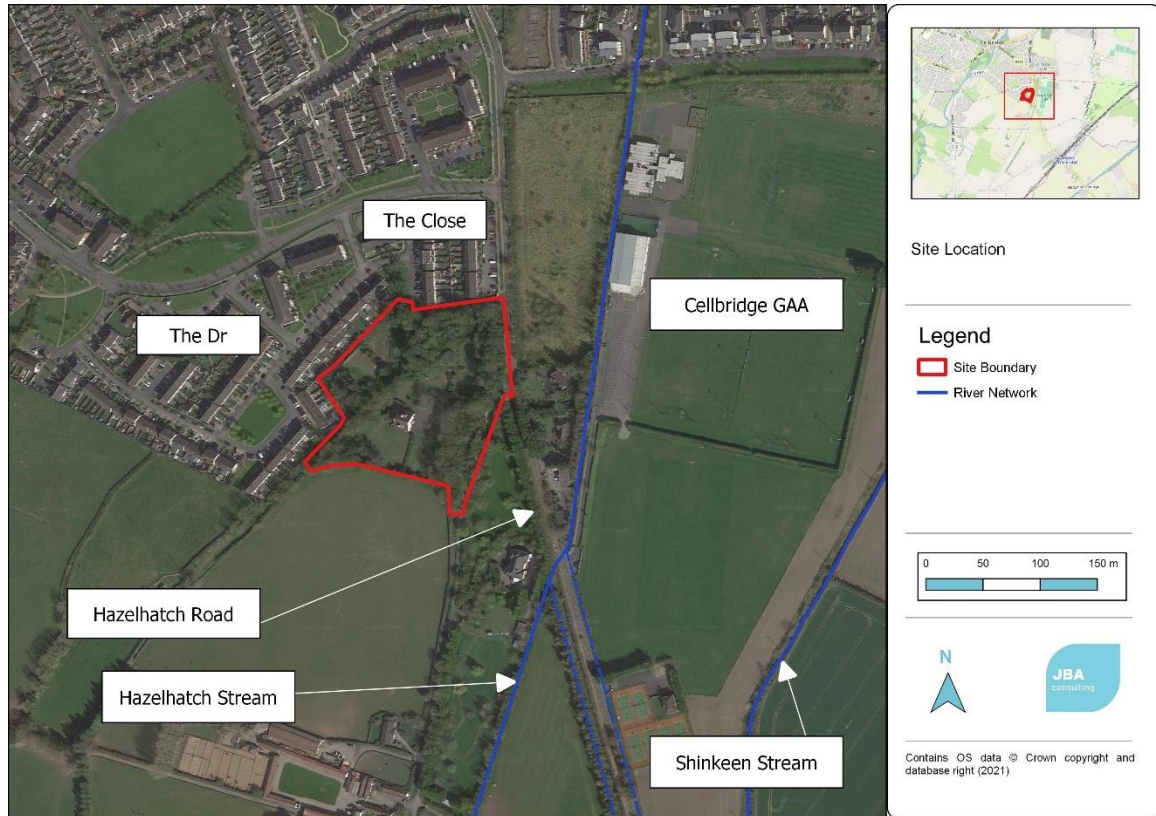 The Close
The Dr
Cellbridge GAA
Hazelhatch Road
Hazelhatch Stream
Shinkeen Stream
Site Location
Legend
Site Boundary
River Network
0 50 100 150 m
N
JBA
consulting
Contains OS data © Crown copyright and
database right (2021)